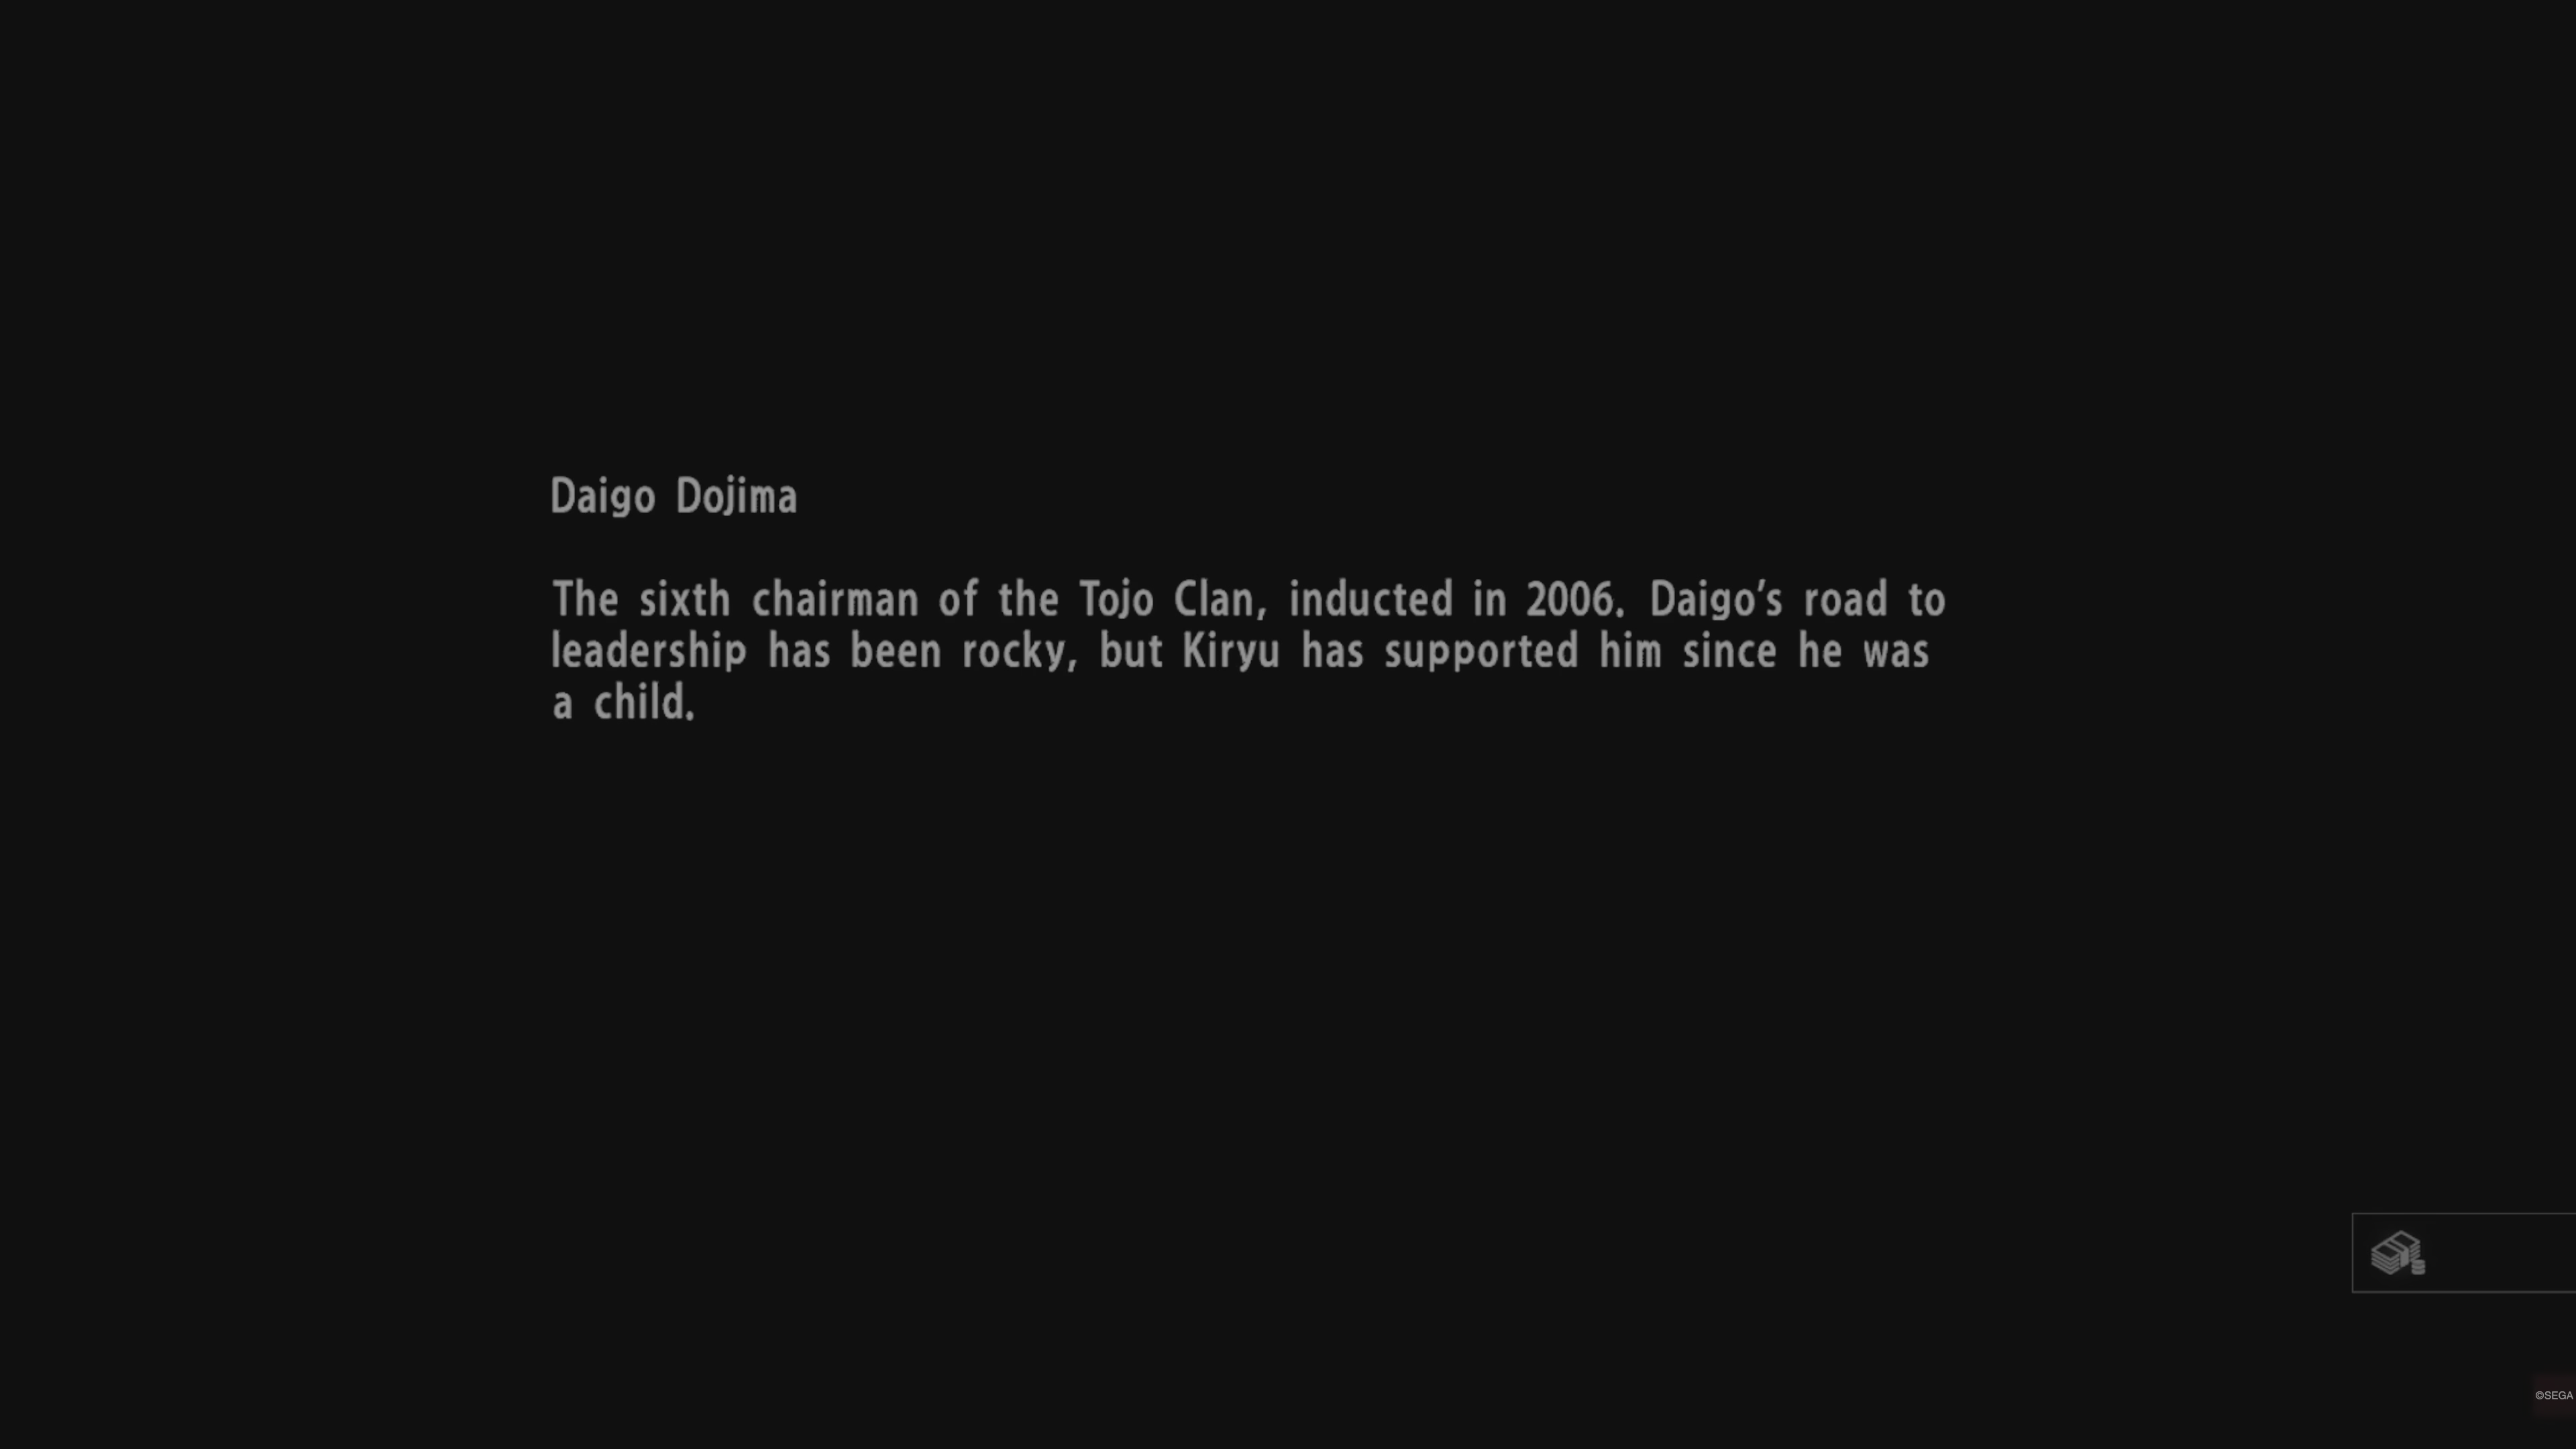 Daigo Dojima
The sixth chairman of the Tojo Clan, inducted in 2006. Daigo's road to
leadership has been rocky, but Kiryu has supported him since he was
a child.
©SEGA